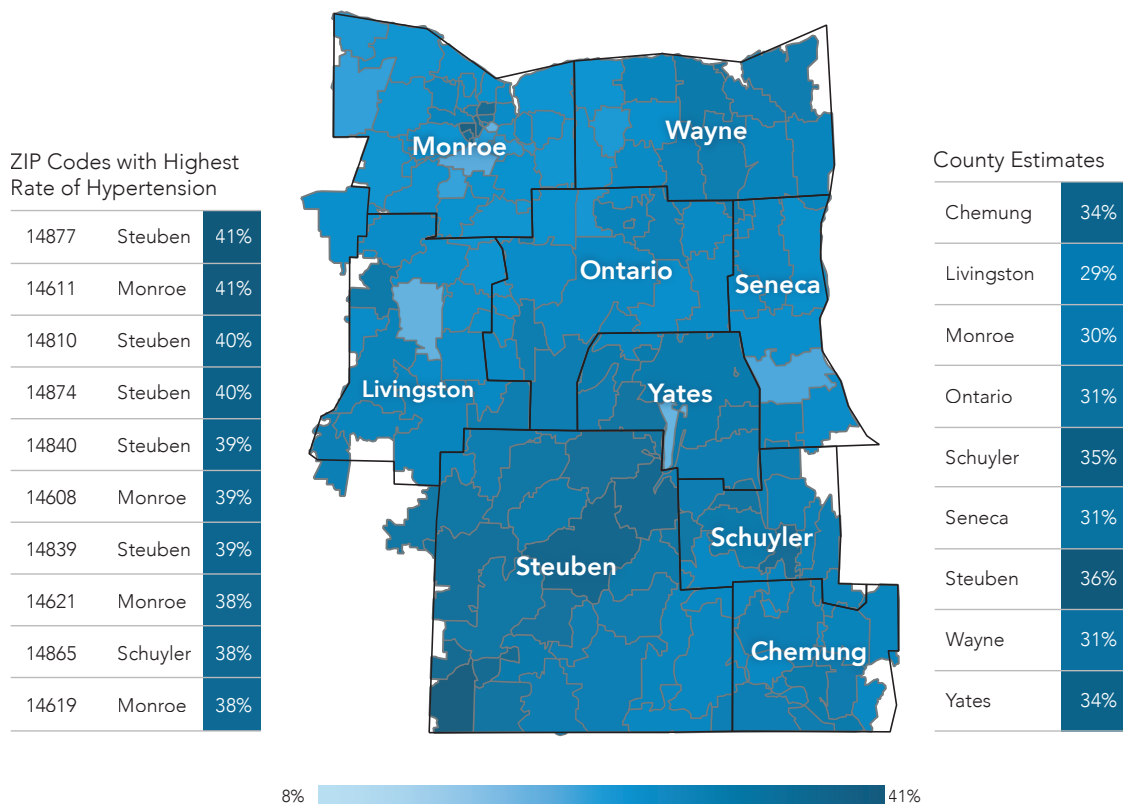 ZIP Codes with Highest
Rate of Hypertension
14877 Steuben 41%
14611 Monroe 41%
14810 Steuben 40%
14874 Steuben 40%
14840 Steuben 39%
14608 Monroe 39%
14839 Steuben 39%
14621 Monroe 38%
14865 Schuyler 38%
14619 Monroe 38%
Monroe
Wayne
Ontario
Seneca
Livingston
Yates
Steuben
Schuyler
Chemung
County Estimates
Chemung 34%
Livingston 29%
Monroe 30%
Ontario 31%
Schuyler 35%
Seneca 31%
Steuben 36%
Wayne 31%
Yates 34%
8% 41%